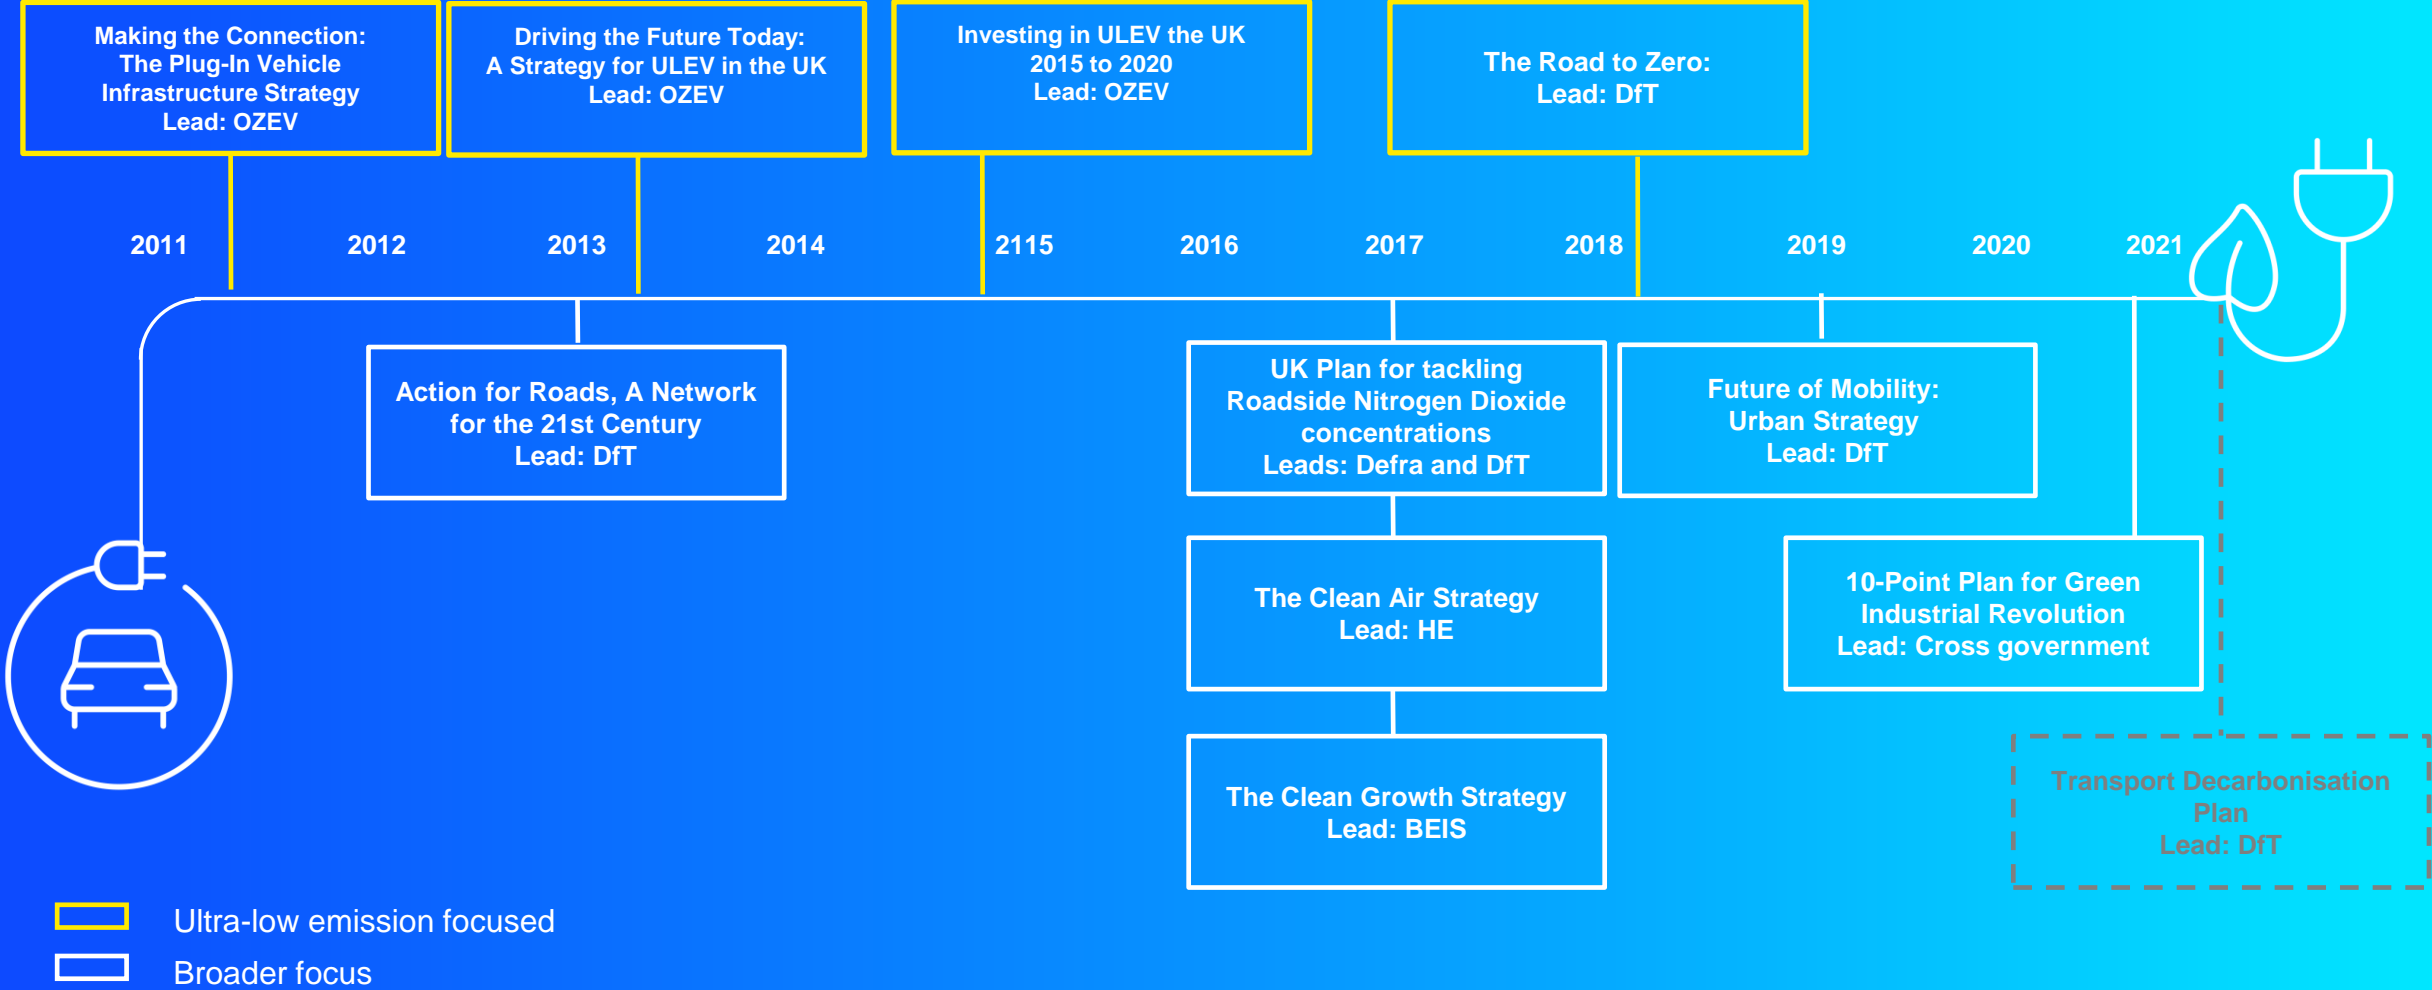 Making the Connection:
The Plug-In Vehicle
Infrastructure Strategy
Lead: OZEV
Driving the Future Today:
A Strategy for ULEV in the UK
Lead: OZEV
Investing in ULEV the UK
2015 to 2020
Lead: OZEV
The Road to Zero:
Lead: DfT
2011
2012
2013
2014
2115
2016
2017
2018
2019
2020
2021
Action for Roads, A Network
for the 21st Century
Lead: DfT
UK Plan for tackling
Roadside Nitrogen Dioxide
concentrations
Leads: Defra and DfT
Future of Mobility:
Urban Strategy
Lead: DfT
The Clean Air Strategy
Lead: HE
10-Point Plan for Green
Industrial Revolution
Lead: Cross government
The Clean Growth Strategy
Lead: BEIS
Transport Decarbonisation
Plan
Lead: DfT
Ultra-low emission focused
Broader focus